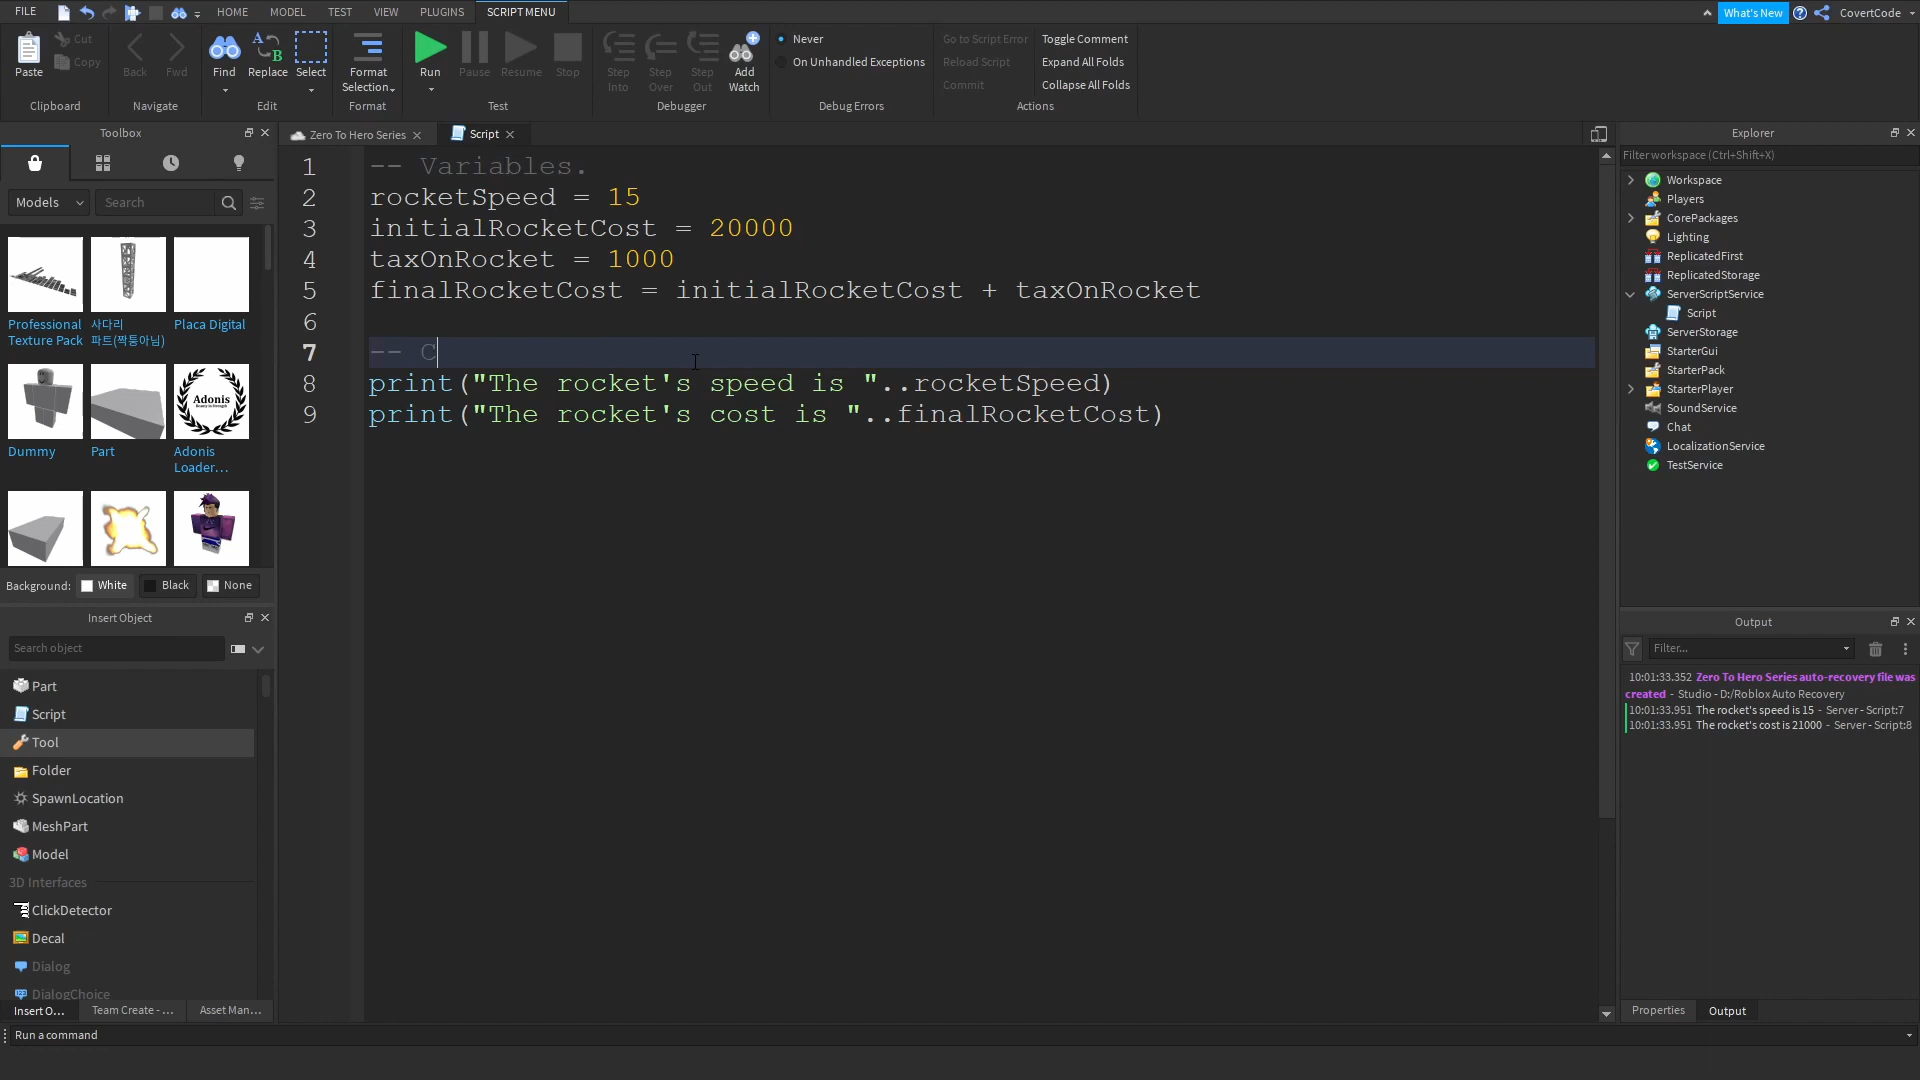 FILE HOME MODEL TEST VIEW PLUGINS SCRIPT MENU What's New CovertCode
Paste Cut Copy
Clipboard
Back Fwd
Navigate
Find Replace Select
Edit
Format Selection
Format
Run Pause Resume Stop
Test
Step Into Step Over Step Out Add Watch
Debugger
Never
On Unhandled Exceptions
Debug Errors
Go to Script Error Toggle Comment
Reload Script Expand All Folds
Commit Collapse All Folds
Actions
Toolbox
Models Search
Professional Texture Pack
사다리 파트(짝퉁아님)
Placa Digital
Adonis
Dummy
Part
Adonis Loader...
Background: White Black None
Insert Object
Search object
Part
Script
Tool
Folder
SpawnLocation
MeshPart
Model
3D Interfaces
ClickDetector
Decal
Dialog
DialogChoice
Insert O... Team Create - ... Asset Man...
Run a command
Zero To Hero Series Script
1 -- Variables.
2 rocketSpeed = 15
3 initialRocketCost = 20000
4 taxOnRocket = 1000
5 finalRocketCost = initialRocketCost + taxOnRocket
6
7 -- C
8 print("The rocket's speed is "..rocketSpeed)
9 print("The rocket's cost is "..finalRocketCost)
Explorer
Filter workspace (Ctrl+Shift+X)
Workspace
Players
CorePackages
Lighting
ReplicatedFirst
ReplicatedStorage
ServerScriptService
Script
ServerStorage
StarterGui
StarterPack
StarterPlayer
SoundService
Chat
LocalizationService
TestService
Output
Filter...
10:01:33.352 Zero To Hero Series auto-recovery file was
created - Studio - D:/Roblox Auto Recovery
10:01:33.951 The rocket's speed is 15 - Server - Script:7
10:01:33.951 The rocket's cost is 21000 - Server - Script:8
Properties Output